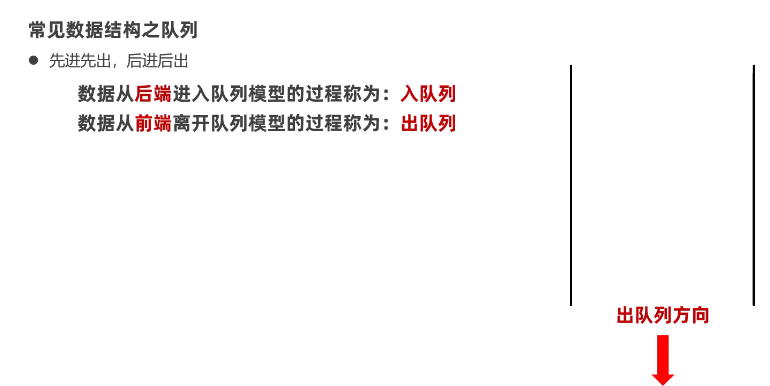 常见数据结构之队列
● 先进先出，后进后出
数据从后端进入队列模型的过程称为：入队列
数据从前端离开队列模型的过程称为：出队列
出队列方向